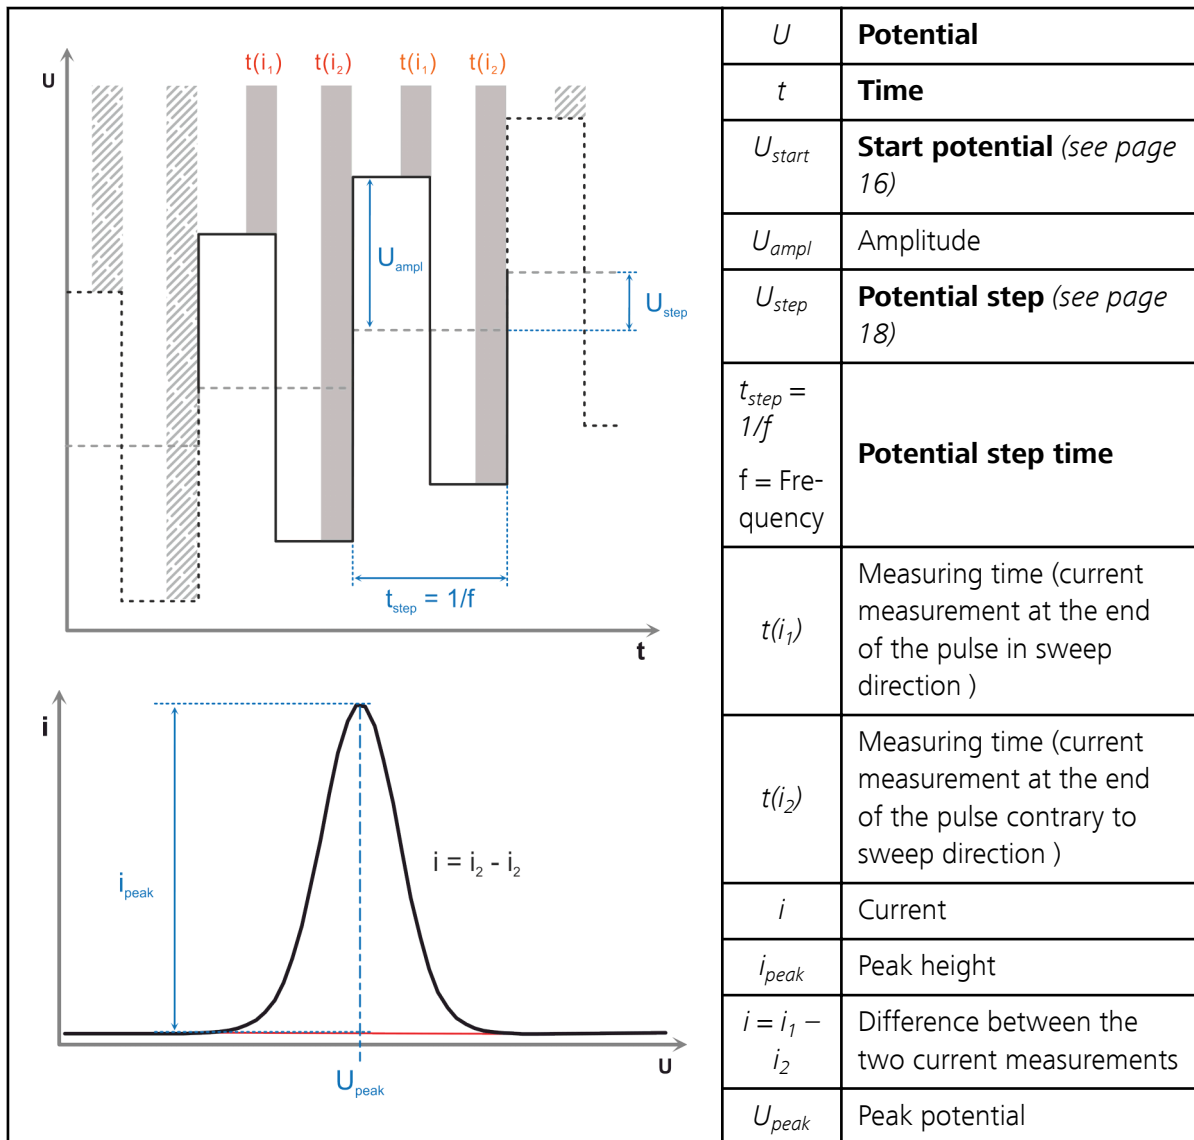 U
t(i₁) t(i₂) t(i₁) t(i₂)
U_ampl
U_step
t_step = 1/f
t
i
i_peak
i = i₂ - i₂
U
U_peak
U Potential
t Time
U_start Start potential (see page
16)
U_ampl Amplitude
U_step Potential step (see page
18)
t_step =
1/f
f = Fre-
quency
Potential step time
t(i₁)
Measuring time (current
measurement at the end
of the pulse in sweep
direction )
t(i₂)
Measuring time (current
measurement at the end
of the pulse contrary to
sweep direction )
i Current
i_peak Peak height
i = i₁ –
i₂
Difference between the
two current measurements
U_peak Peak potential